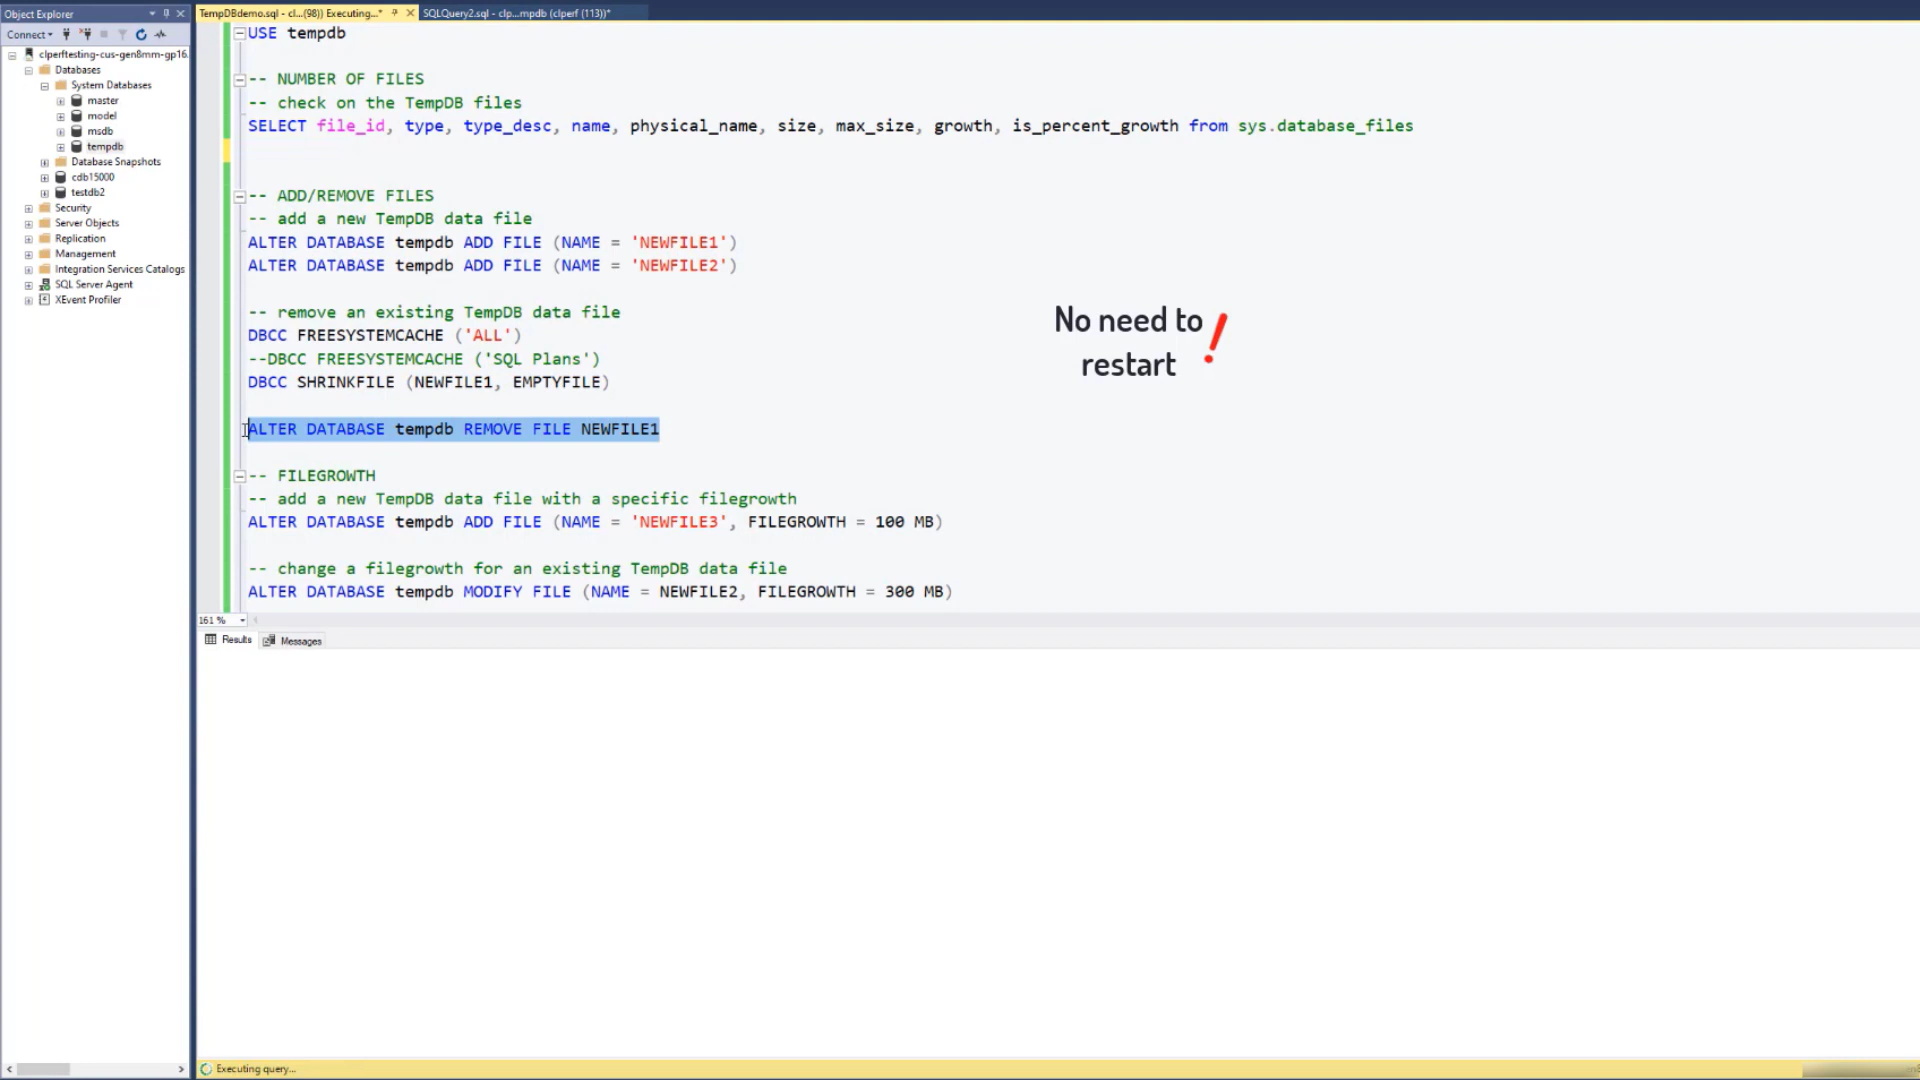 Object Explorer
Connect
clperftesting-cus-gen8mm-gp16.
Databases
System Databases
master
model
msdb
tempdb
Database Snapshots
cdb15000
testdb2
Security
Server Objects
Replication
Management
Integration Services Catalogs
SQL Server Agent
XEvent Profiler
TempDBdemo.sql - cl...(98)) Executing...*
SQLQuery2.sql - clp...mpdb (clperf (113))*
USE tempdb
-- NUMBER OF FILES
-- check on the TempDB files
SELECT file_id, type, type_desc, name, physical_name, size, max_size, growth, is_percent_growth from sys.database_files
-- ADD/REMOVE FILES
-- add a new TempDB data file
ALTER DATABASE tempdb ADD FILE (NAME = 'NEWFILE1')
ALTER DATABASE tempdb ADD FILE (NAME = 'NEWFILE2')
-- remove an existing TempDB data file
DBCC FREESYSTEMCACHE ('ALL')
--DBCC FREESYSTEMCACHE ('SQL Plans')
DBCC SHRINKFILE (NEWFILE1, EMPTYFILE)
ALTER DATABASE tempdb REMOVE FILE NEWFILE1
-- FILEGROWTH
-- add a new TempDB data file with a specific filegrowth
ALTER DATABASE tempdb ADD FILE (NAME = 'NEWFILE3', FILEGROWTH = 100 MB)
-- change a filegrowth for an existing TempDB data file
ALTER DATABASE tempdb MODIFY FILE (NAME = NEWFILE2, FILEGROWTH = 300 MB)
No need to
restart!
161 %
Results
Messages
Executing query...